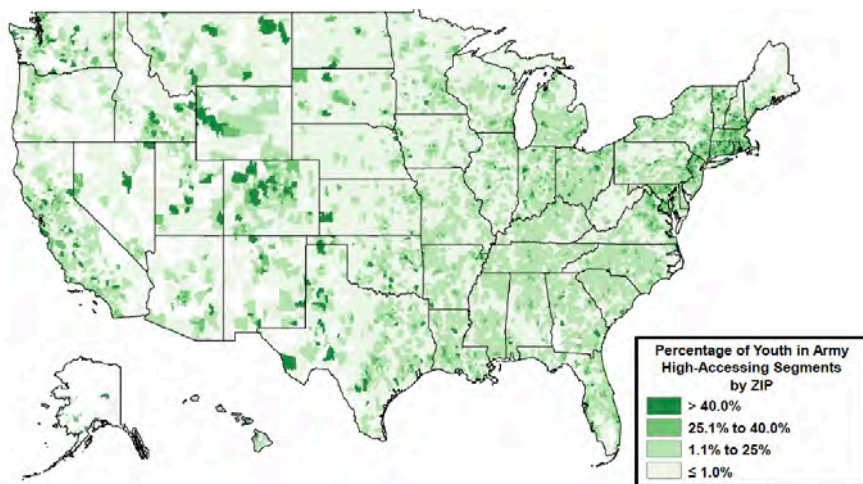 Percentage of Youth in Army
High-Accessing Segments
by ZIP
> 40.0%
25.1% to 40.0%
1.1% to 25%
≤ 1.0%